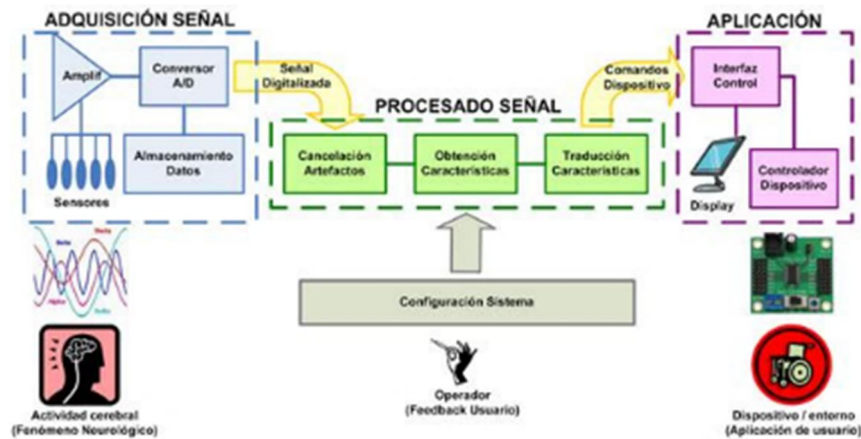 ADQUISICIÓN SEÑAL
Amplif
Conversor
A/D
Almacenamiento
Datos
Sensores
Señal
Digitalizada
PROCESADO SEÑAL
Cancelación
Artefactos
Obtención
Características
Traducción
Características
Comandos
Dispositivo
APLICACIÓN
Interfaz
Control
Display
Controlador
Dispositivo
Configuración Sistema
Operador
(Feedback Usuario)
Actividad cerebral
(Fenómeno Neurológico)
Dispositivo / entorno
(Aplicación de usuario)